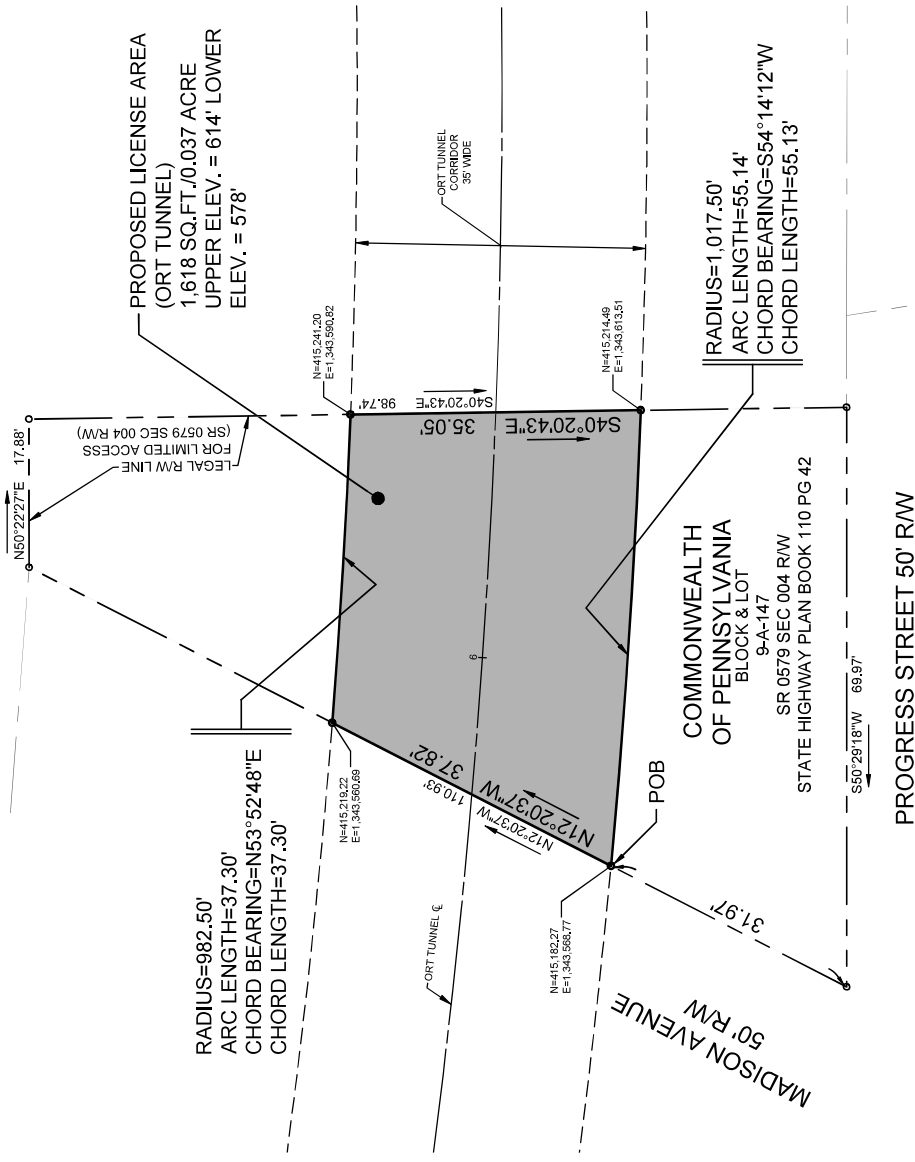 N50°22'27"E 17.88'
LEGAL R/W LINE
FOR LIMITED ACCESS
(SR 0579 SEC 004 R/W)
PROPOSED LICENSE AREA
(ORT TUNNEL)
1,618 SQ.FT./0.037 ACRE
UPPER ELEV. = 614' LOWER
ELEV. = 578'
N=415,241.20
E=1,343,590.82
ORT TUNNEL
CORRIDOR
35' WIDE
S40°20'43"E
98.74'
S40°20'43"E
35.05'
N=415,214.49
E=1,343,613.51
RADIUS=1,017.50'
ARC LENGTH=55.14'
CHORD BEARING=S54°14'12"W
CHORD LENGTH=55.13'
RADIUS=982.50'
ARC LENGTH=37.30'
CHORD BEARING=N53°52'48"E
CHORD LENGTH=37.30'
N=415,219.22
E=1,343,560.69
37.82'
N12°20'37"W
110.93'
N12°20'37"W
6
ORT TUNNEL ℄
POB
N=415,182.27
E=1,343,568.77
31.97'
MADISON AVENUE
50' R/W
COMMONWEALTH
OF PENNSYLVANIA
BLOCK & LOT
9-A-147
SR 0579 SEC 004 R/W
STATE HIGHWAY PLAN BOOK 110 PG 42
S50°29'18"W 69.97'
PROGRESS STREET 50' R/W